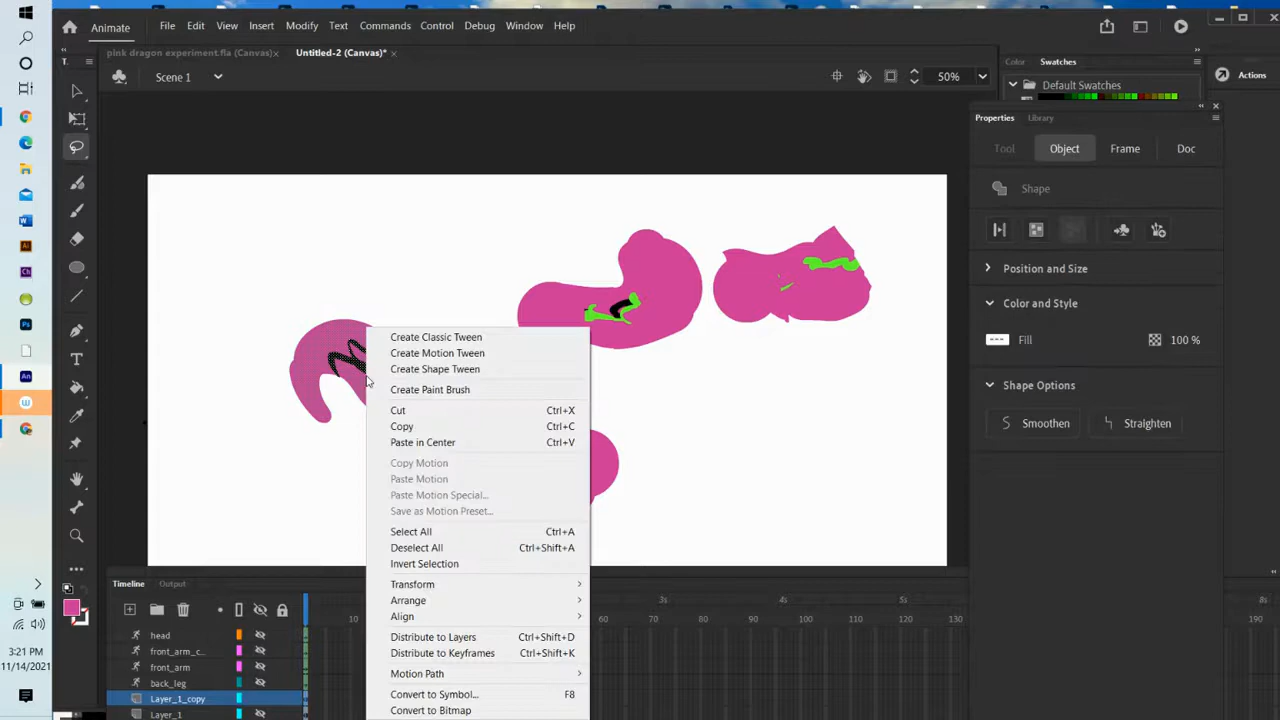 Animate File Edit View Insert Modify Text Commands Control Debug Window Help
pink dragon experiment.fla (Canvas) × Untitled-2 (Canvas)* ×
Scene 1 50%
T.
Color Swatches
Default Swatches
Actions
Properties Library
Tool Object Frame Doc
Shape
Position and Size
Color and Style
Fill 100 %
Shape Options
Smoothen Straighten
Create Classic Tween
Create Motion Tween
Create Shape Tween
Create Paint Brush
Cut Ctrl+X
Copy Ctrl+C
Paste in Center Ctrl+V
Copy Motion
Paste Motion
Paste Motion Special...
Save as Motion Preset...
Select All Ctrl+A
Deselect All Ctrl+Shift+A
Invert Selection
Transform
Arrange
Align
Distribute to Layers Ctrl+Shift+D
Distribute to Keyframes Ctrl+Shift+K
Motion Path
Convert to Symbol... F8
Convert to Bitmap
Timeline Output
3s 4s 5s 8s
10 60 70 80 90 100 110 120 130 190
head
front_arm_c...
front_arm
back_leg
Layer_1_copy
Layer_1
3:21 PM
11/14/2021